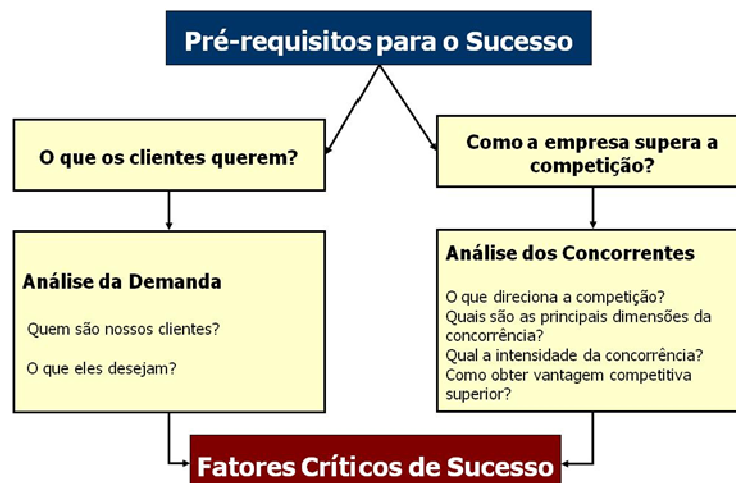 Pré-requisitos para o Sucesso
O que os clientes querem?
Como a empresa supera a
competição?
Análise da Demanda
Quem são nossos clientes?
O que eles desejam?
Análise dos Concorrentes
O que direciona a competição?
Quais são as principais dimensões da
concorrência?
Qual a intensidade da concorrência?
Como obter vantagem competitiva
superior?
Fatores Críticos de Sucesso